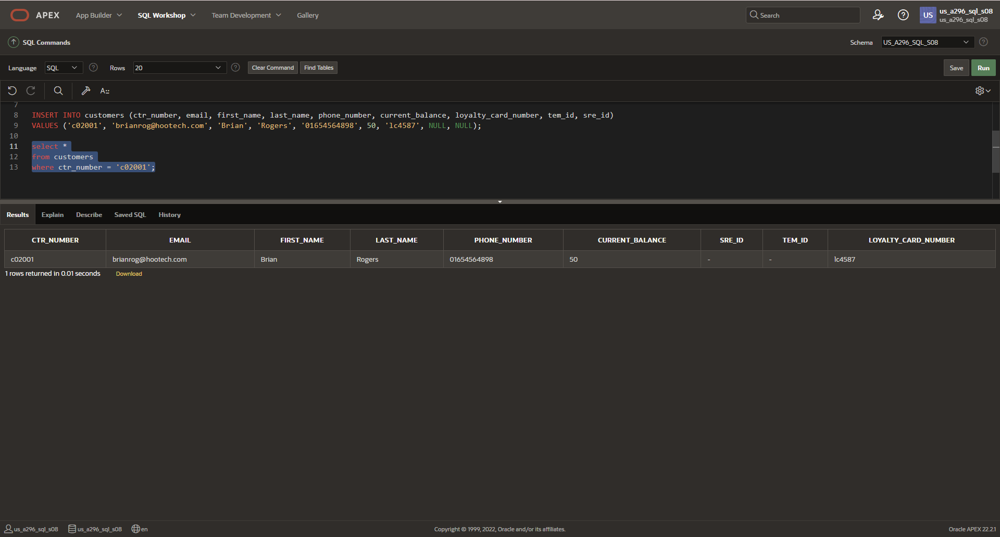 APEX App Builder SQL Workshop Team Development Gallery Search US us_a296_sql_s08
us_a296_sql_s08
SQL Commands Schema US_A296_SQL_S08
Language SQL Rows 20 Clear Command Find Tables Save Run
A::
7
8 INSERT INTO customers (ctr_number, email, first_name, last_name, phone_number, current_balance, loyalty_card_number, tem_id, sre_id)
9 VALUES ('c02001', 'brianrog@hootech.com', 'Brian', 'Rogers', '01654564898', 50, 'lc4587', NULL, NULL);
10
11 select *
12 from customers
13 where ctr_number = 'c02001';
Results Explain Describe Saved SQL History
CTR_NUMBER EMAIL FIRST_NAME LAST_NAME PHONE_NUMBER CURRENT_BALANCE SRE_ID TEM_ID LOYALTY_CARD_NUMBER
c02001 brianrog@hootech.com Brian Rogers 01654564898 50 - - lc4587
1 rows returned in 0.01 seconds Download
us_a296_sql_s08 us_a296_sql_s08 en Copyright © 1999, 2022, Oracle and/or its affiliates. Oracle APEX 22.2.1